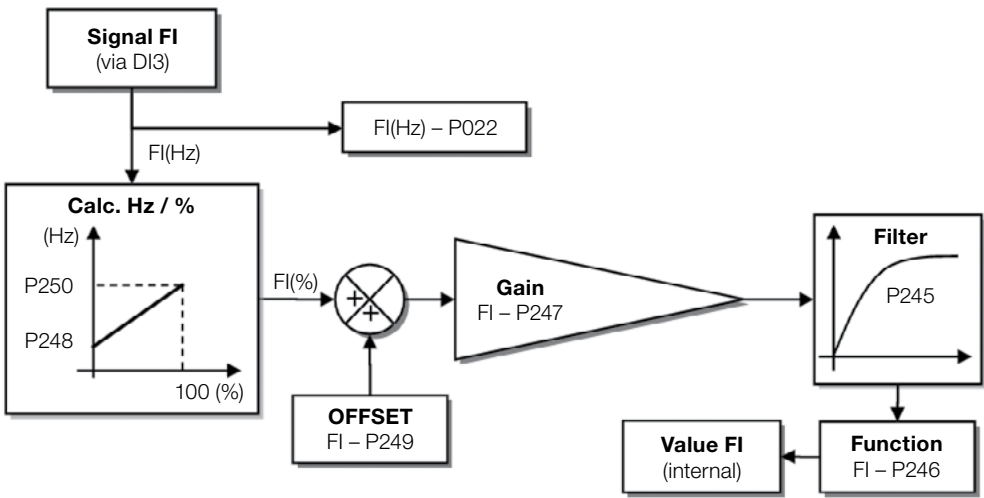 Signal FI
(via DI3)
FI(Hz) – P022
FI(Hz)
Calc. Hz / %
(Hz)
P250
P248
100 (%)
FI(%)
+
+
OFFSET
FI – P249
Gain
FI – P247
Filter
P245
Function
FI – P246
Value FI
(internal)